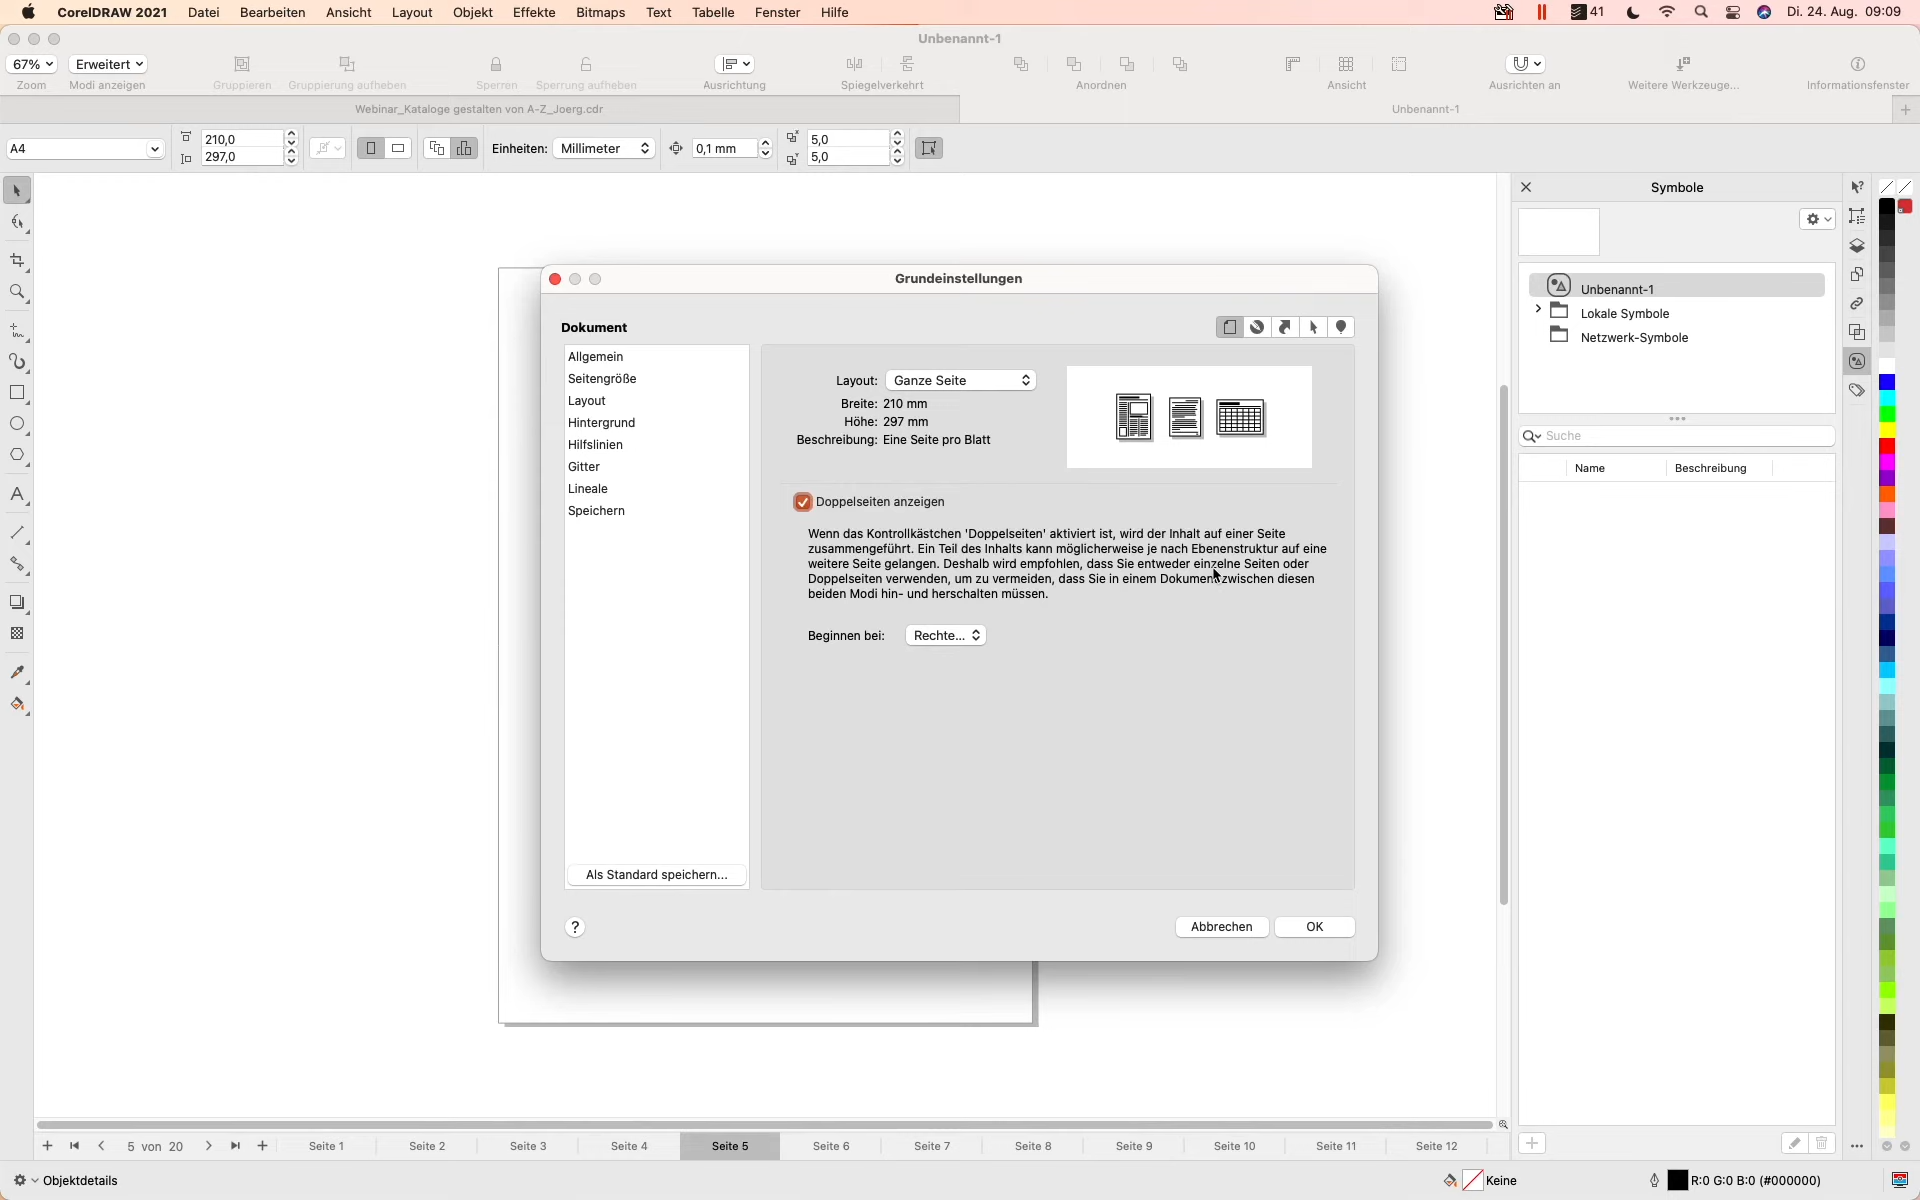 CorelDRAW 2021 Datei Bearbeiten Ansicht Layout Objekt Effekte Bitmaps Text Tabelle Fenster Hilfe 41 Di. 24. Aug. 09:09
Unbenannt-1
67% Erweitert
Zoom Modi anzeigen Gruppieren Gruppierung aufheben Sperren Sperrung aufheben Ausrichtung Spiegelverkehrt Anordnen Ansicht Ausrichten an Weitere Werkzeuge... Informationsfenster
Webinar_Kataloge gestalten von A-Z_Joerg.cdr Unbenannt-1
A4 210,0 297,0 Einheiten: Millimeter 0,1 mm 5,0 5,0
Symbole
Unbenannt-1
Lokale Symbole
Netzwerk-Symbole
Suche
Name Beschreibung
Grundeinstellungen
Dokument
Allgemein
Seitengröße
Layout
Hintergrund
Hilfslinien
Gitter
Lineale
Speichern
Als Standard speichern...
Layout: Ganze Seite
Breite: 210 mm
Höhe: 297 mm
Beschreibung: Eine Seite pro Blatt
Doppelseiten anzeigen
Wenn das Kontrollkästchen 'Doppelseiten' aktiviert ist, wird der Inhalt auf einer Seite
zusammengeführt. Ein Teil des Inhalts kann möglicherweise je nach Ebenenstruktur auf eine
weitere Seite gelangen. Deshalb wird empfohlen, dass Sie entweder einzelne Seiten oder
Doppelseiten verwenden, um zu vermeiden, dass Sie in einem Dokument zwischen diesen
beiden Modi hin- und herschalten müssen.
Beginnen bei: Rechte...
? Abbrechen OK
5 von 20 Seite 1 Seite 2 Seite 3 Seite 4 Seite 5 Seite 6 Seite 7 Seite 8 Seite 9 Seite 10 Seite 11 Seite 12
Objektdetails Keine R:0 G:0 B:0 (#000000)